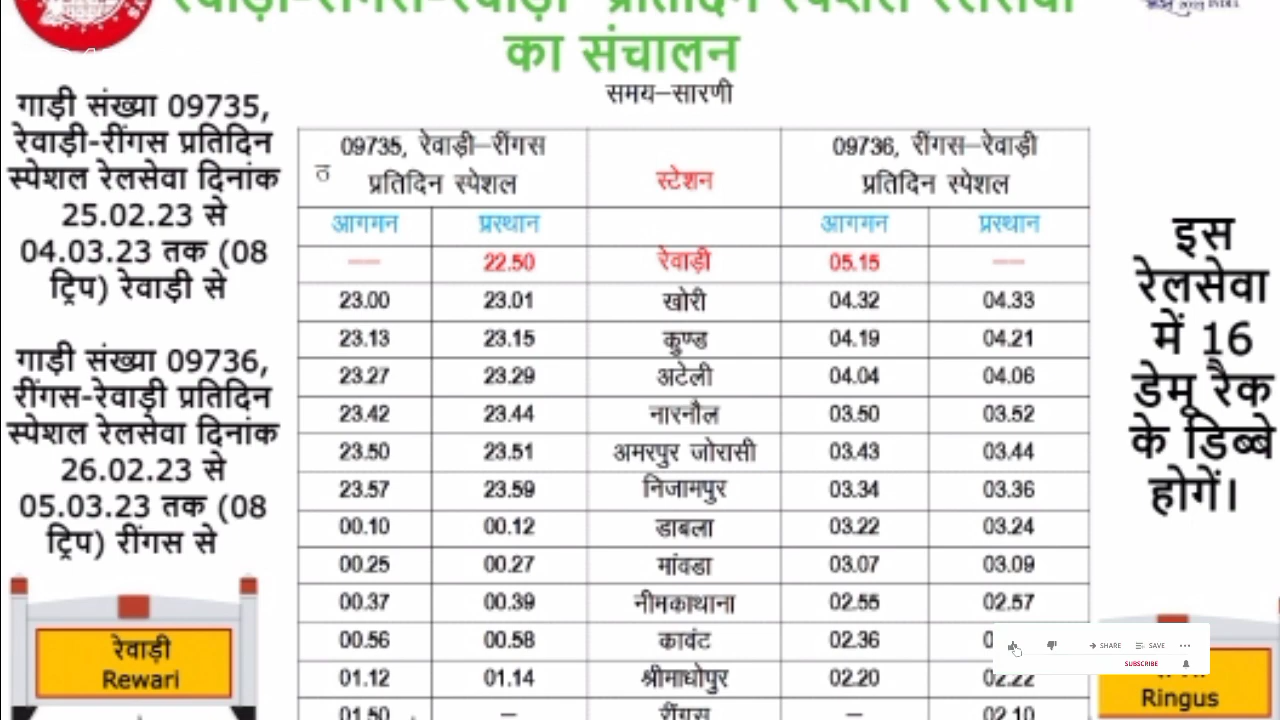 रेवाड़ी-रींगस-रेवाड़ी प्रतिदिन स्पेशल रेलसेवा
का संचालन
समय–सारणी
गाड़ी संख्या 09735,
रेवाड़ी-रींगस प्रतिदिन
स्पेशल रेलसेवा दिनांक
25.02.23 से
04.03.23 तक (08
ट्रिप) रेवाड़ी से
गाड़ी संख्या 09736,
रींगस-रेवाड़ी प्रतिदिन
स्पेशल रेलसेवा दिनांक
26.02.23 से
05.03.23 तक (08
ट्रिप) रींगस से
रेवाड़ी
Rewari
09735, रेवाड़ी–रींगस स्टेशन 09736, रींगस–रेवाड़ी
ठ प्रतिदिन स्पेशल प्रतिदिन स्पेशल
आगमन प्रस्थान आगमन प्रस्थान
–– 22.50 रेवाड़ी 05.15 ––
23.00 23.01 खोरी 04.32 04.33
23.13 23.15 कुण्ड 04.19 04.21
23.27 23.29 अटेली 04.04 04.06
23.42 23.44 नारनौल 03.50 03.52
23.50 23.51 अमरपुर जोरासी 03.43 03.44
23.57 23.59 निजामपुर 03.34 03.36
00.10 00.12 डाबला 03.22 03.24
00.25 00.27 मांवडा 03.07 03.09
00.37 00.39 नीमकाथाना 02.55 02.57
00.56 00.58 कावंट 02.36 0
01.12 01.14 श्रीमाधोपुर 02.20 02.22
01.50 – रींगस – 02.10
इस
रेलसेवा
में 16
डेमू रैक
के डिब्बे
होगें।
SHARE SAVE
SUBSCRIBE
Ringus